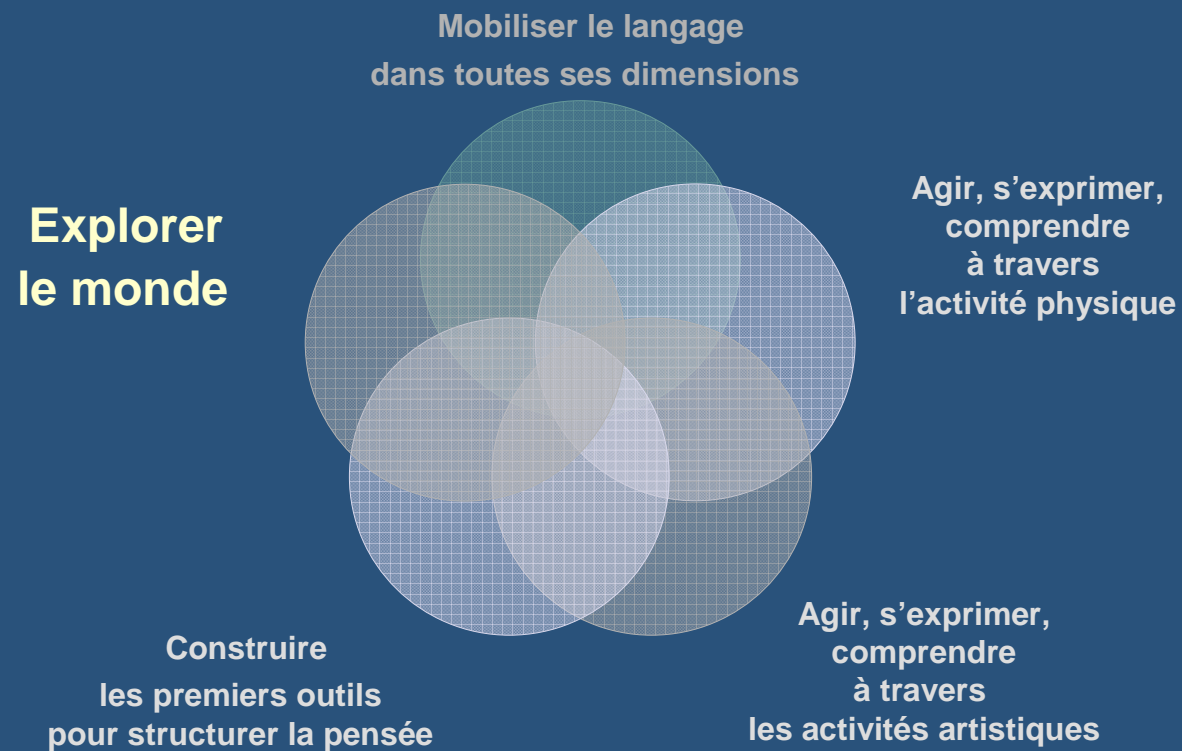 Mobiliser le langage
dans toutes ses dimensions
Explorer
le monde
Agir, s’exprimer,
comprendre
à travers
l’activité physique
Construire
les premiers outils
pour structurer la pensée
Agir, s’exprimer,
comprendre
à travers
les activités artistiques